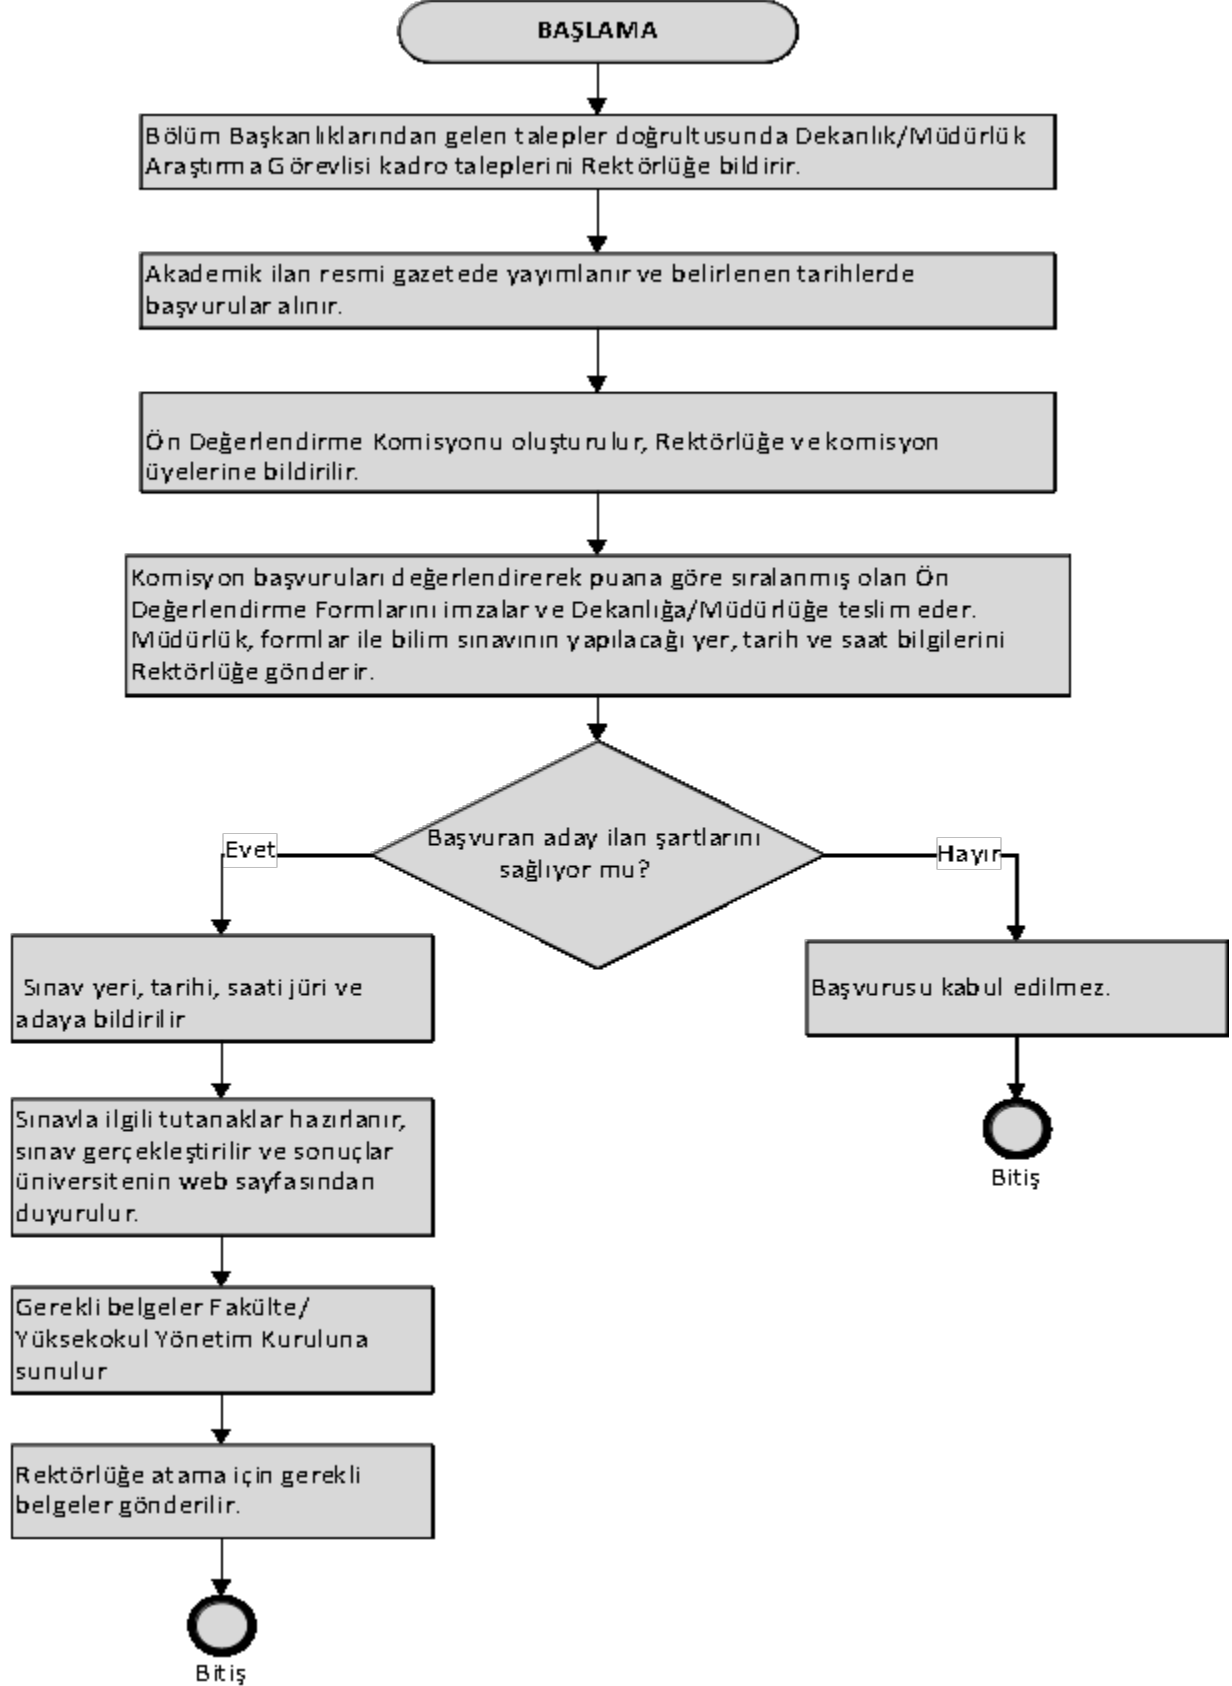 BAŞLAMA
Bölüm Başkanlıklarından gelen talepler doğrultusunda Dekanlık/Müdürlük
Araştırma Görevlisi kadro taleplerini Rektörlüğe bildirir.
Akademik ilan resmi gazetede yayımlanır ve belirlenen tarihlerde
başvurular alınır.
Ön Değerlendirme Komisyonu oluşturulur, Rektörlüğe ve komisyon
üyelerine bildirilir.
Komisyon başvuruları değerlendirerek puana göre sıralanmış olan Ön
Değerlendirme Formlarını imzalar ve Dekanlığa/Müdürlüğe teslim eder.
Müdürlük, formlar ile bilim sınavının yapılacağı yer, tarih ve saat bilgilerini
Rektörlüğe gönderir.
Başvuran aday ilan şartlarını
sağlıyor mu?
Evet
Hayır
Sınav yeri, tarihi, saati jüri ve
adaya bildirilir
Başvurusu kabul edilmez.
Sınavla ilgili tutanaklar hazırlanır,
sınav gerçekleştirilir ve sonuçlar
üniversitenin web sayfasından
duyurulur.
Bitiş
Gerekli belgeler Fakülte/
Yüksekokul Yönetim Kuruluna
sunulur
Rektörlüğe atama için gerekli
belgeler gönderilir.
Bitiş